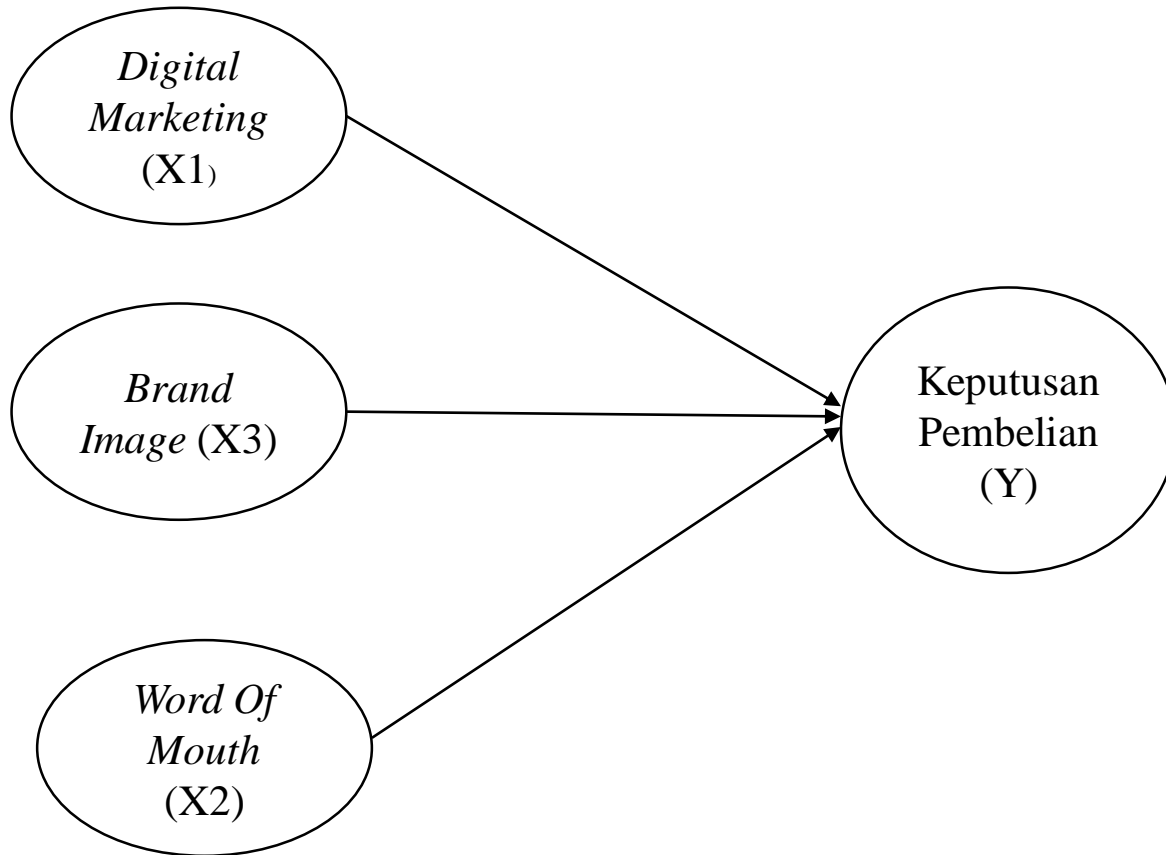 Digital
Marketing
(X1)
Brand
Image (X3)
Keputusan
Pembelian
(Y)
Word Of
Mouth
(X2)